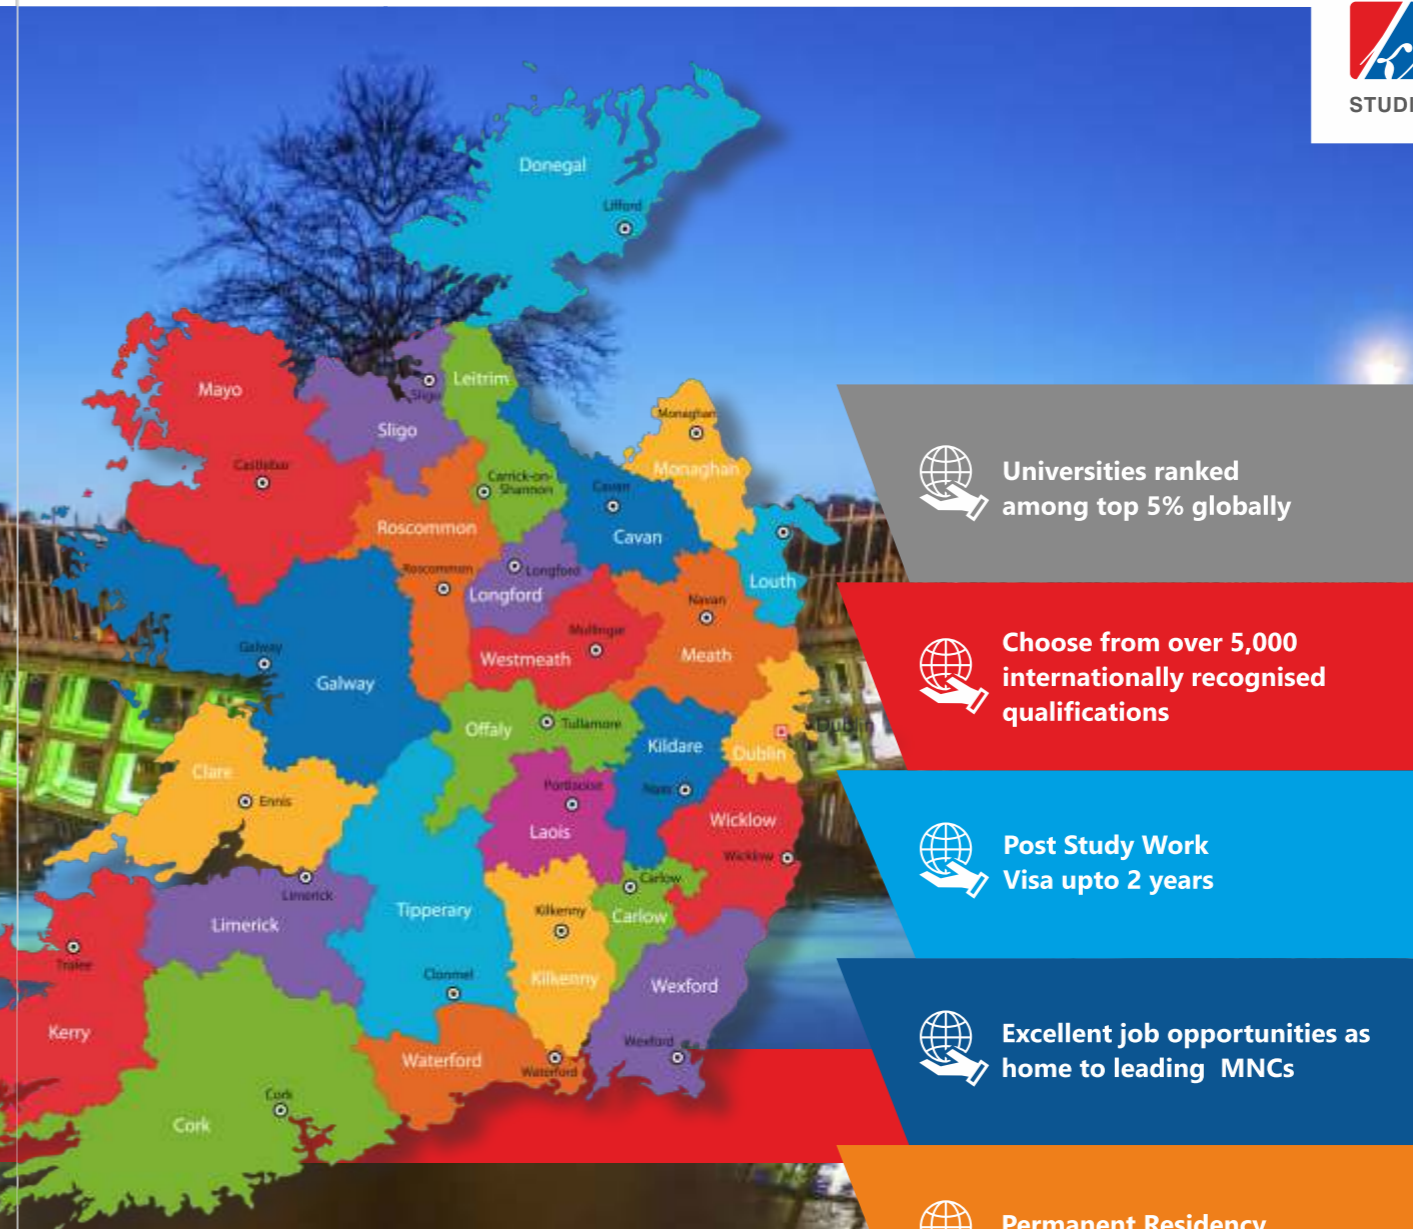 STUDI
Donegal
Lifford
Mayo
Sligo
Leitrim
Sligo
Castlebar
Carrick-on-
Shannon
Monaghan
Monaghan
Cavan
Cavan
Roscommon
Roscommon
Longford
Longford
Louth
Navan
Meath
Mullingar
Westmeath
Galway
Galway
Offaly
Tullamore
Kildare
Naas
Dublin
Dublin
Clare
Ennis
Portlaoise
Laois
Wicklow
Wicklow
Limerick
Limerick
Tipperary
Clonmel
Kilkenny
Kilkenny
Carlow
Carlow
Tralee
Kerry
Wexford
Wexford
Waterford
Waterford
Cork
Cork
Universities ranked
among top 5% globally
Choose from over 5,000
internationally recognised
qualifications
Post Study Work
Visa upto 2 years
Excellent job opportunities as
home to leading MNCs
Permanent Residency